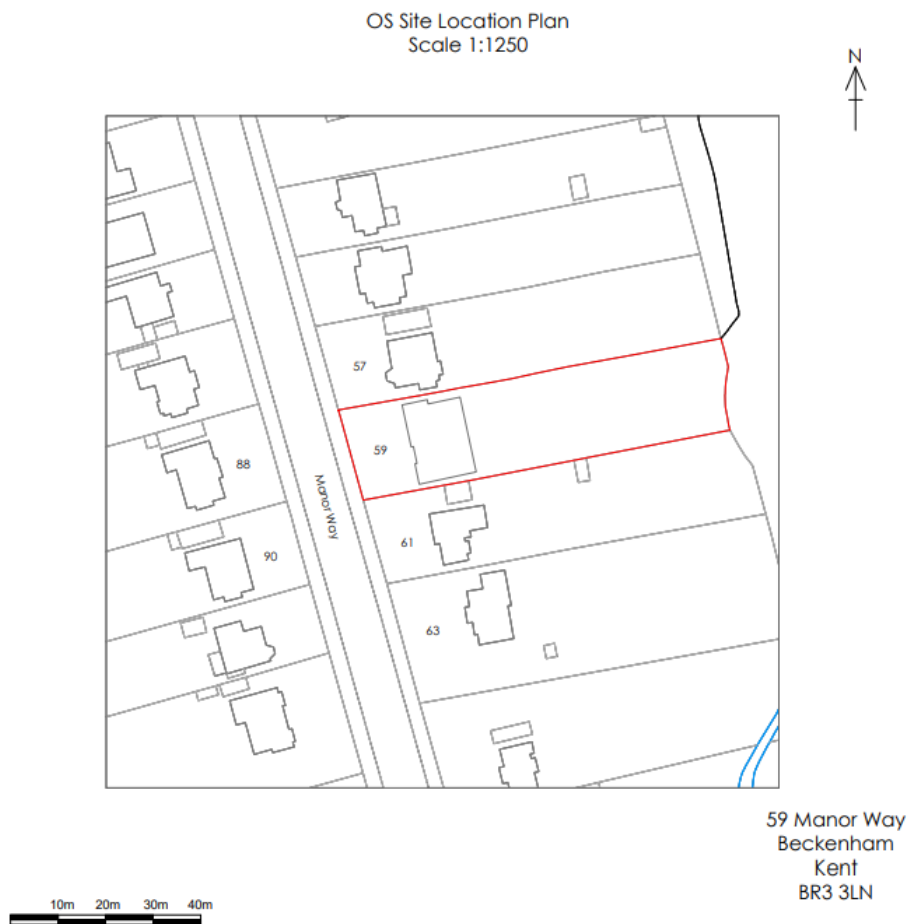 OS Site Location Plan
Scale 1:1250
N
57
59
88
Manor Way
61
90
63
59 Manor Way
Beckenham
Kent
BR3 3LN
10m 20m 30m 40m